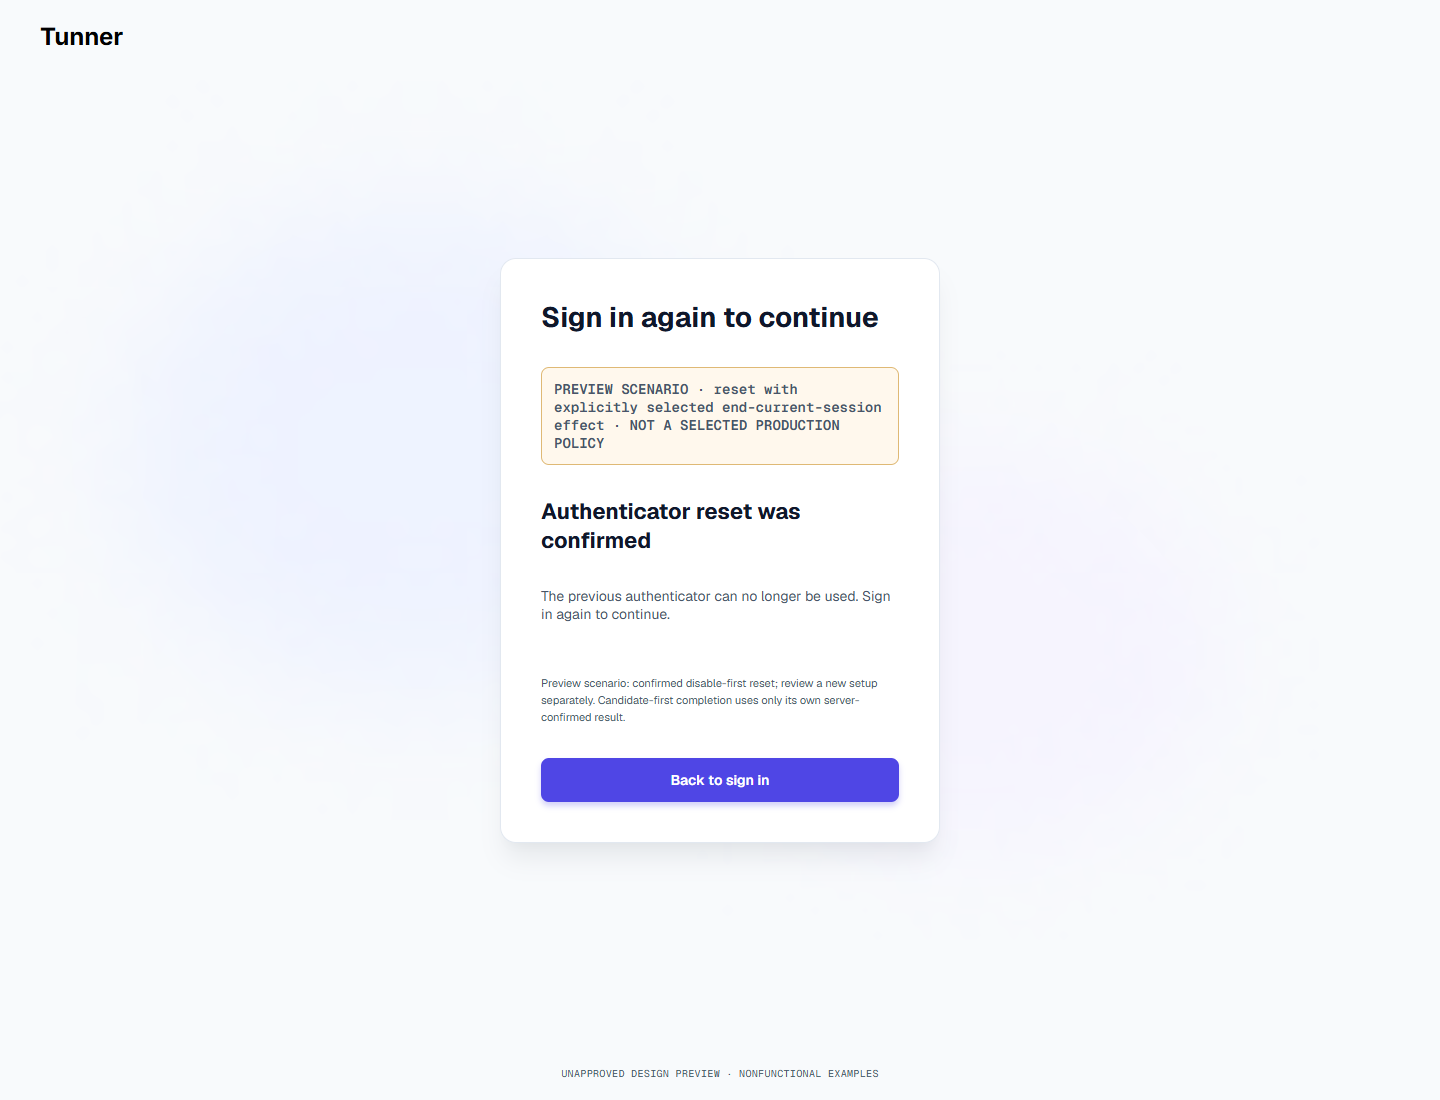 Tunner
Sign in again to continue
PREVIEW SCENARIO · reset with
explicitly selected end-current-session
effect · NOT A SELECTED PRODUCTION
POLICY
Authenticator reset was
confirmed
The previous authenticator can no longer be used. Sign
in again to continue.
Preview scenario: confirmed disable-first reset; review a new setup
separately. Candidate-first completion uses only its own server-
confirmed result.
Back to sign in
UNAPPROVED DESIGN PREVIEW · NONFUNCTIONAL EXAMPLES